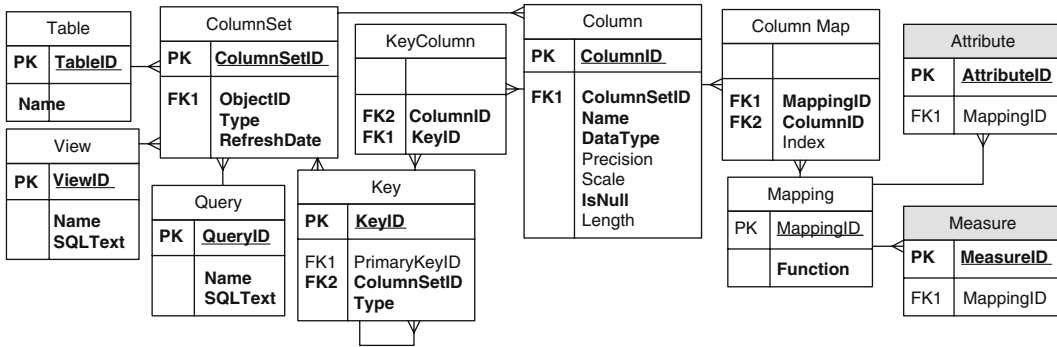 Table
PK TableID
Name
View
PK ViewID
Name
SQLText
ColumnSet
PK ColumnSetID
FK1 ObjectID
Type
RefreshDate
Query
PK QueryID
Name
SQLText
KeyColumn
FK2 ColumnID
FK1 KeyID
Key
PK KeyID
FK1 PrimaryKeyID
FK2 ColumnSetID
Type
Column
PK ColumnID
FK1 ColumnSetID
Name
DataType
Precision
Scale
IsNull
Length
Column Map
FK1 MappingID
FK2 ColumnID
Index
Mapping
PK MappingID
Function
Attribute
PK AttributeID
FK1 MappingID
Measure
PK MeasureID
FK1 MappingID